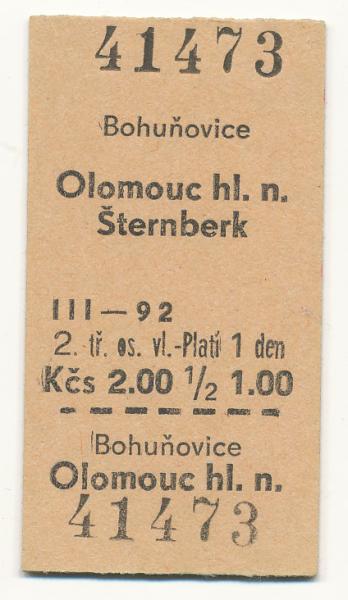 41473
Bohuňovice
Olomouc hl. n.
Šternberk
III — 92
2. tř. os. vl.-Platí 1 den
Kčs 2.00 ½ 1.00
Bohuňovice
Olomouc hl. n.
41473